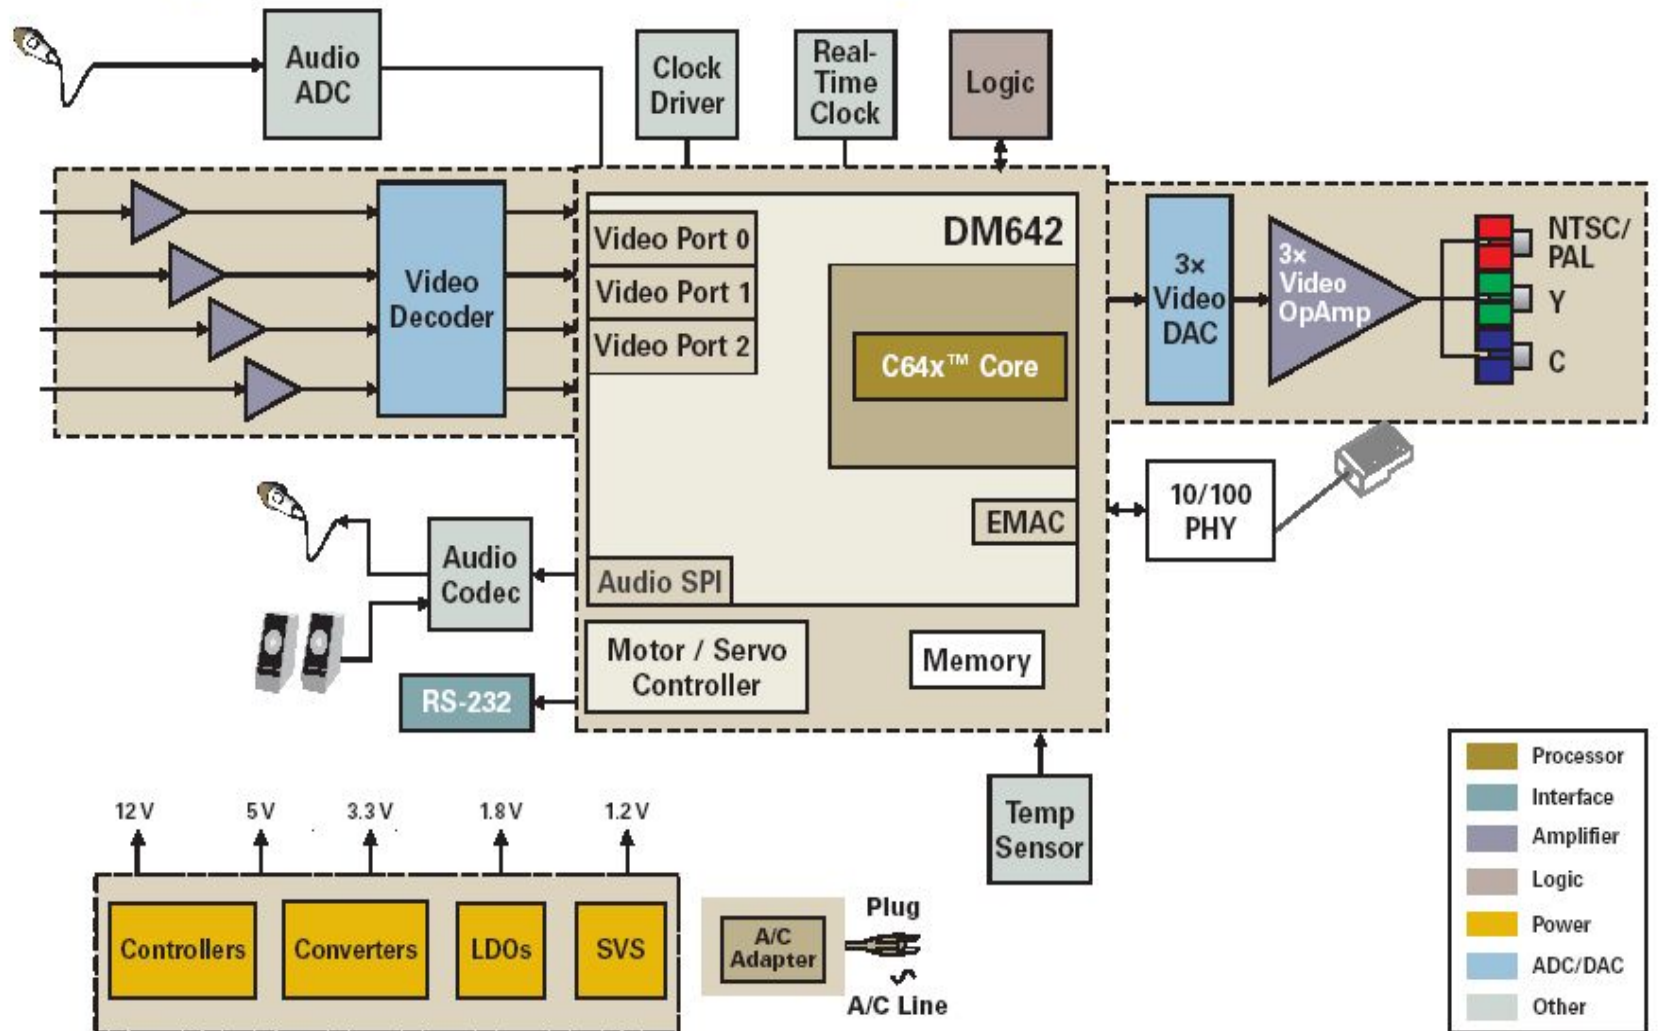 Audio
ADC
Clock
Driver
Real-
Time
Clock
Logic
Video
Decoder
Video Port 0
Video Port 1
Video Port 2
DM642
C64x™ Core
EMAC
Audio SPI
3×
Video
DAC
3×
Video
OpAmp
NTSC/
PAL
Y
C
10/100
PHY
Audio
Codec
RS-232
Motor / Servo
Controller
Memory
Temp
Sensor
12 V
5 V
3.3 V
1.8 V
1.2 V
Controllers
Converters
LDOs
SVS
A/C
Adapter
Plug
A/C Line
Processor
Interface
Amplifier
Logic
Power
ADC/DAC
Other